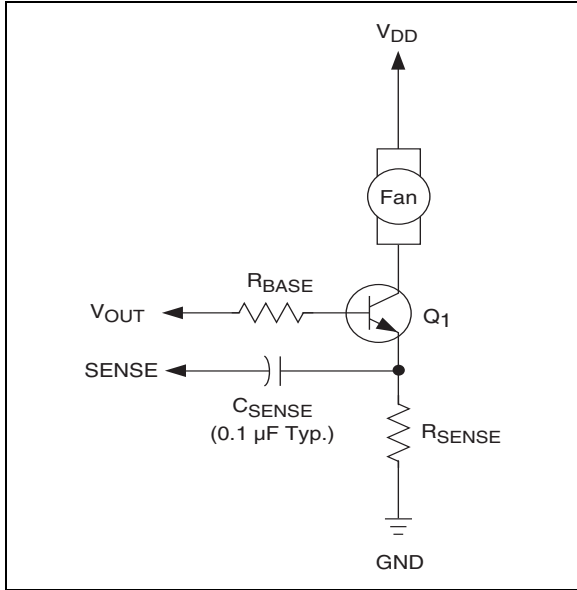 VDD
Fan
RBASE
VOUT
Q1
SENSE
CSENSE
(0.1 µF Typ.)
RSENSE
GND